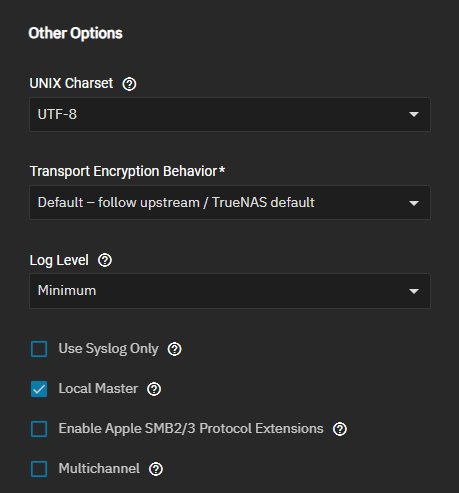 Other Options
UNIX Charset
UTF-8
Transport Encryption Behavior*
Default – follow upstream / TrueNAS default
Log Level
Minimum
Use Syslog Only
Local Master
Enable Apple SMB2/3 Protocol Extensions
Multichannel